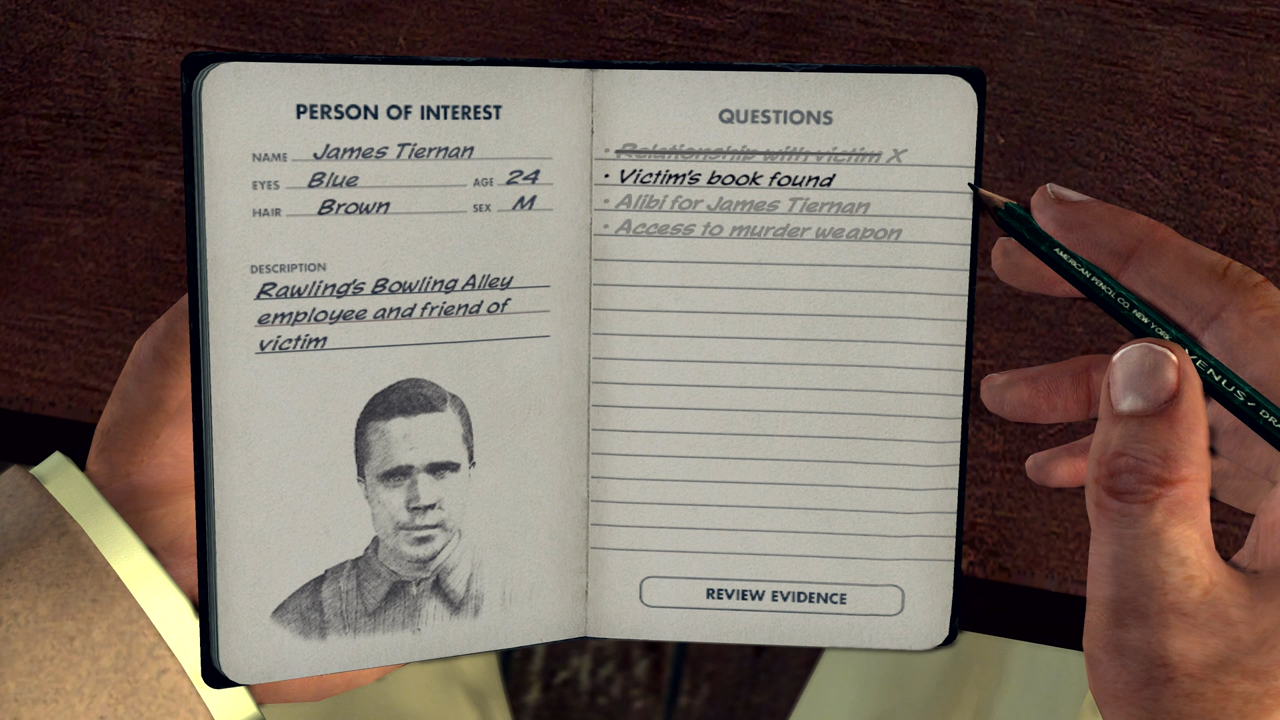 PERSON OF INTEREST
NAME James Tiernan
EYES Blue AGE 24
HAIR Brown SEX M
DESCRIPTION
Rawling's Bowling Alley
employee and friend of
victim
QUESTIONS
• Relationship with victim X
• Victim's book found
• Alibi for James Tiernan
• Access to murder weapon
REVIEW EVIDENCE
AMERICAN PENCIL CO. NEW YORK VENUS